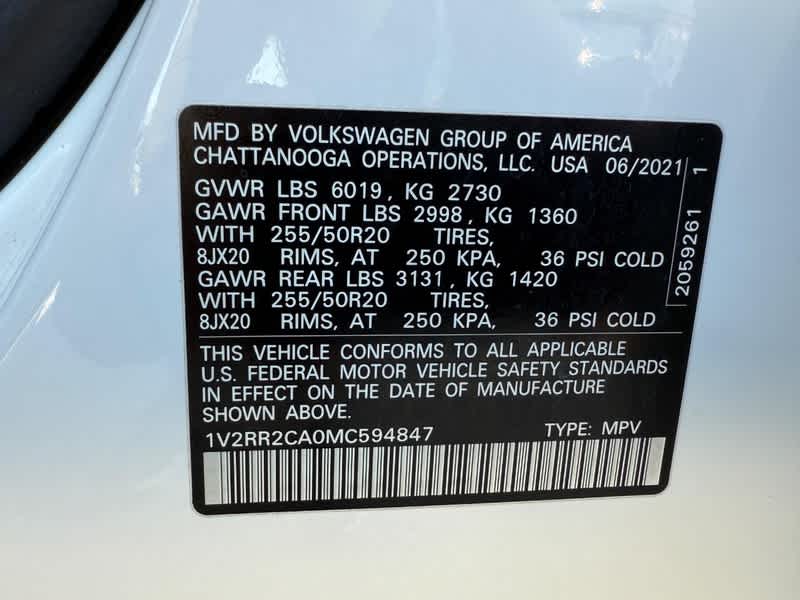 MFD BY VOLKSWAGEN GROUP OF AMERICA
CHATTANOOGA OPERATIONS, LLC. USA 06/2021
GVWR LBS 6019, KG 2730
GAWR FRONT LBS 2998, KG 1360
WITH 255/50R20 TIRES,
8JX20 RIMS, AT 250 KPA, 36 PSI COLD
GAWR REAR LBS 3131, KG 1420
WITH 255/50R20 TIRES,
8JX20 RIMS, AT 250 KPA, 36 PSI COLD
2059261 1
THIS VEHICLE CONFORMS TO ALL APPLICABLE
U.S. FEDERAL MOTOR VEHICLE SAFETY STANDARDS
IN EFFECT ON THE DATE OF MANUFACTURE
SHOWN ABOVE.
1V2RR2CA0MC594847 TYPE: MPV